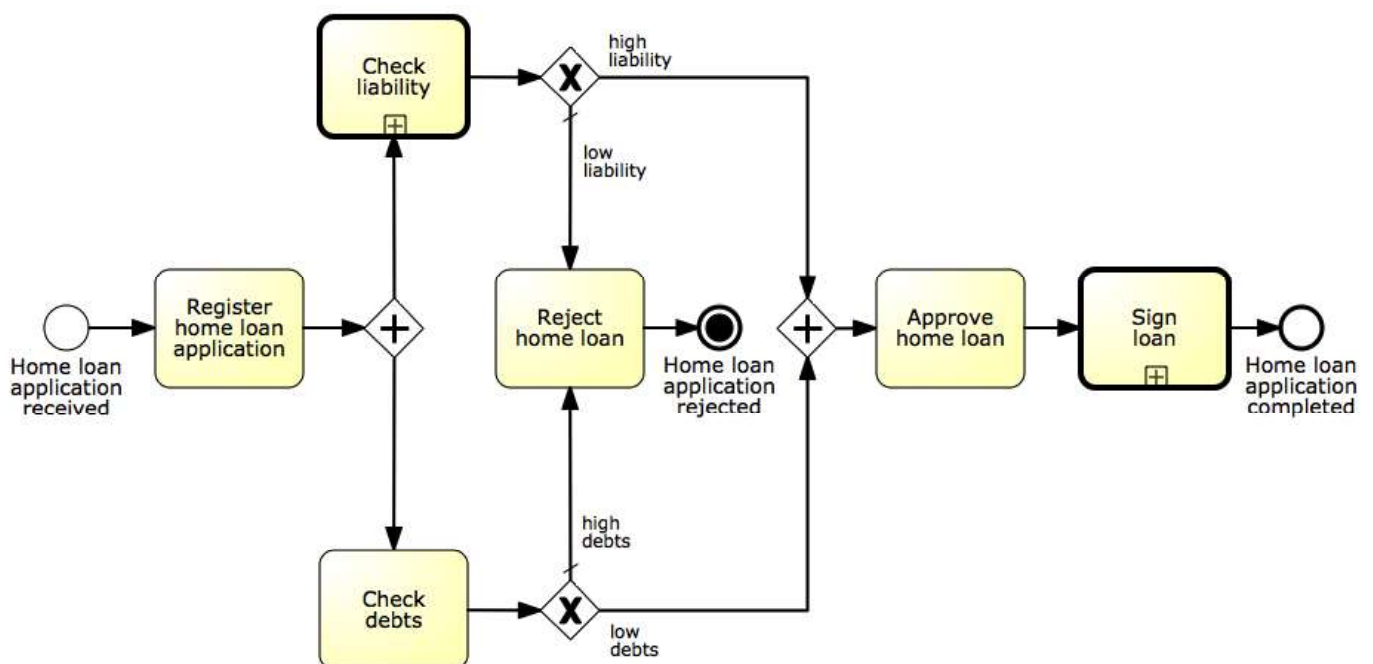 Home loan
application
received
Register
home loan
application
Check
liability
high
liability
low
liability
Reject
home loan
Home loan
application
rejected
Check
debts
high
debts
low
debts
Approve
home loan
Sign
loan
Home loan
application
completed